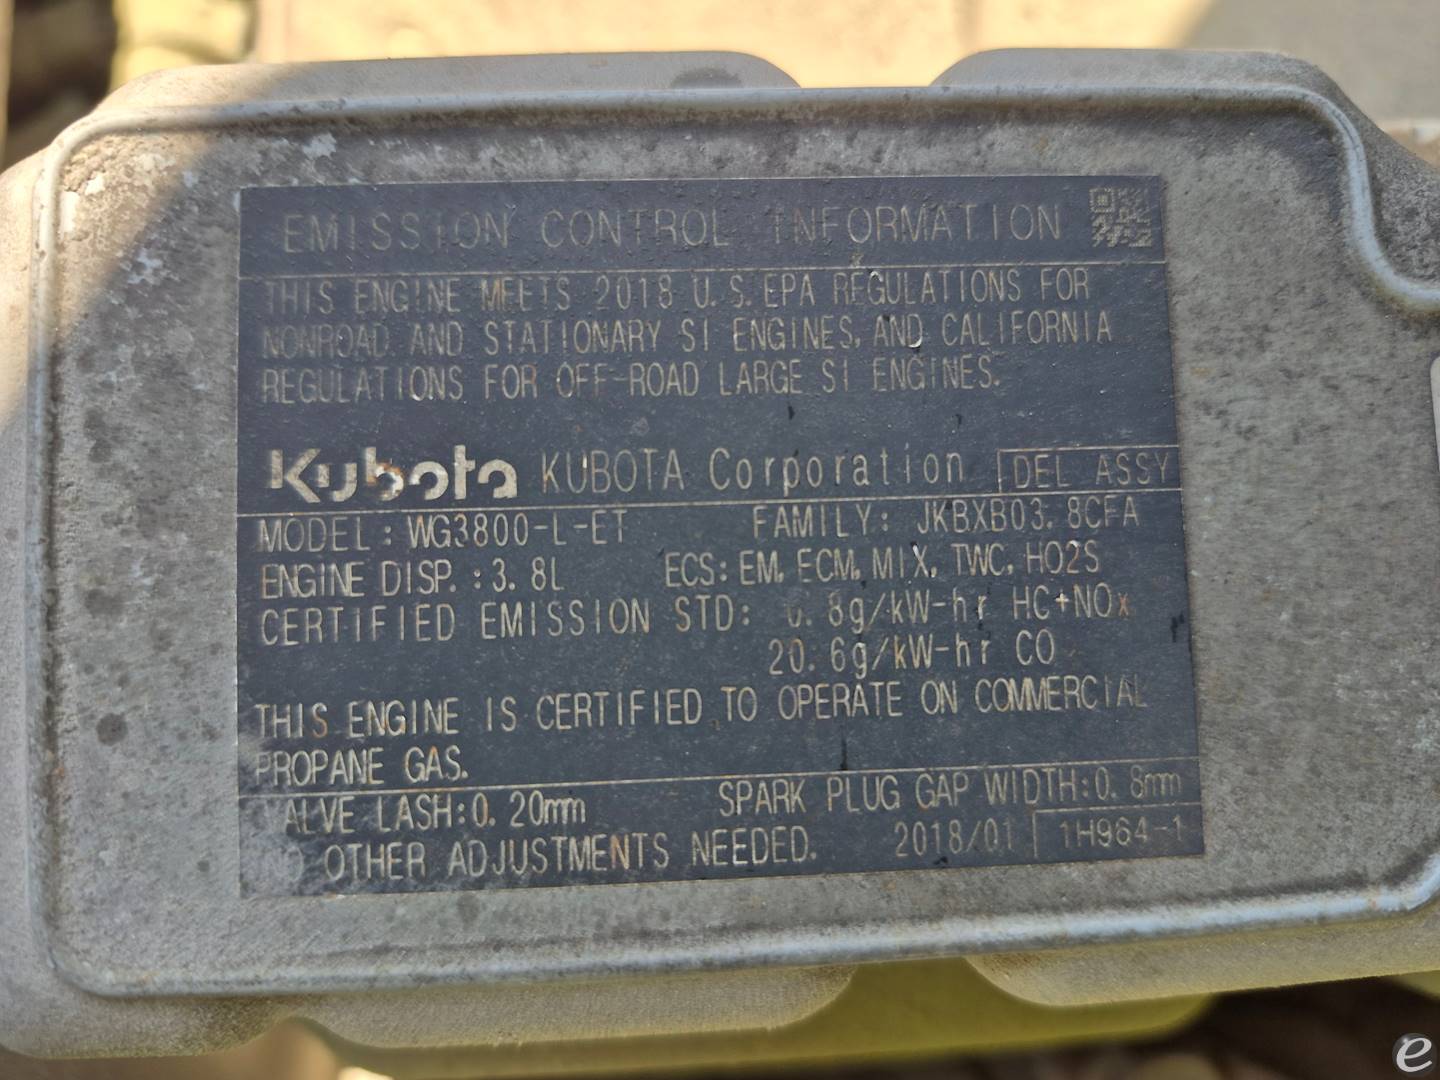 EMISSION CONTROL INFORMATION
THIS ENGINE MEETS 2018 U.S.EPA REGULATIONS FOR
NONROAD AND STATIONARY SI ENGINES, AND CALIFORNIA
REGULATIONS FOR OFF-ROAD LARGE SI ENGINES.
Kubota KUBOTA Corporation DEL ASSY
MODEL: WG3800-L-ET FAMILY: JKBXB03.8CFA
ENGINE DISP.:3.8L ECS: EM, ECM, MIX, TWC, HO2S
CERTIFIED EMISSION STD: 0.8g/kW-hr HC+NOx
20.6g/kW-hr CO
THIS ENGINE IS CERTIFIED TO OPERATE ON COMMERCIAL
PROPANE GAS.
VALVE LASH:0.20mm SPARK PLUG GAP WIDTH:0.8mm
NO OTHER ADJUSTMENTS NEEDED. 2018/01 1H964-1
e